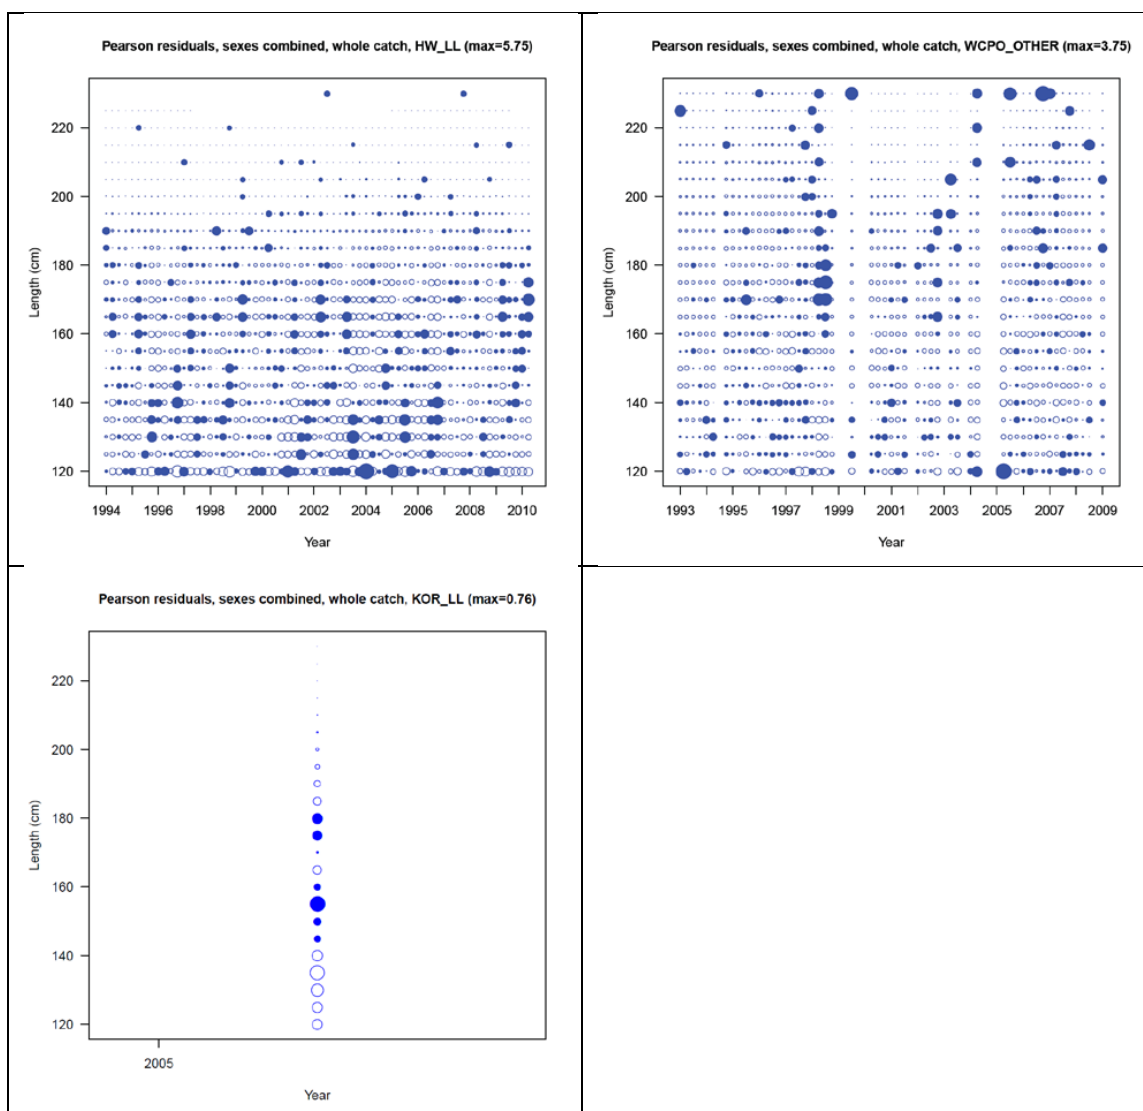 Pearson residuals, sexes combined, whole catch, HW_LL (max=5.75)
Length (cm)
220
200
180
160
140
120
1994 1996 1998 2000 2002 2004 2006 2008 2010
Year
Pearson residuals, sexes combined, whole catch, WCPO_OTHER (max=3.75)
Length (cm)
220
200
180
160
140
120
1993 1995 1997 1999 2001 2003 2005 2007 2009
Year
Pearson residuals, sexes combined, whole catch, KOR_LL (max=0.76)
Length (cm)
220
200
180
160
140
120
2005
Year